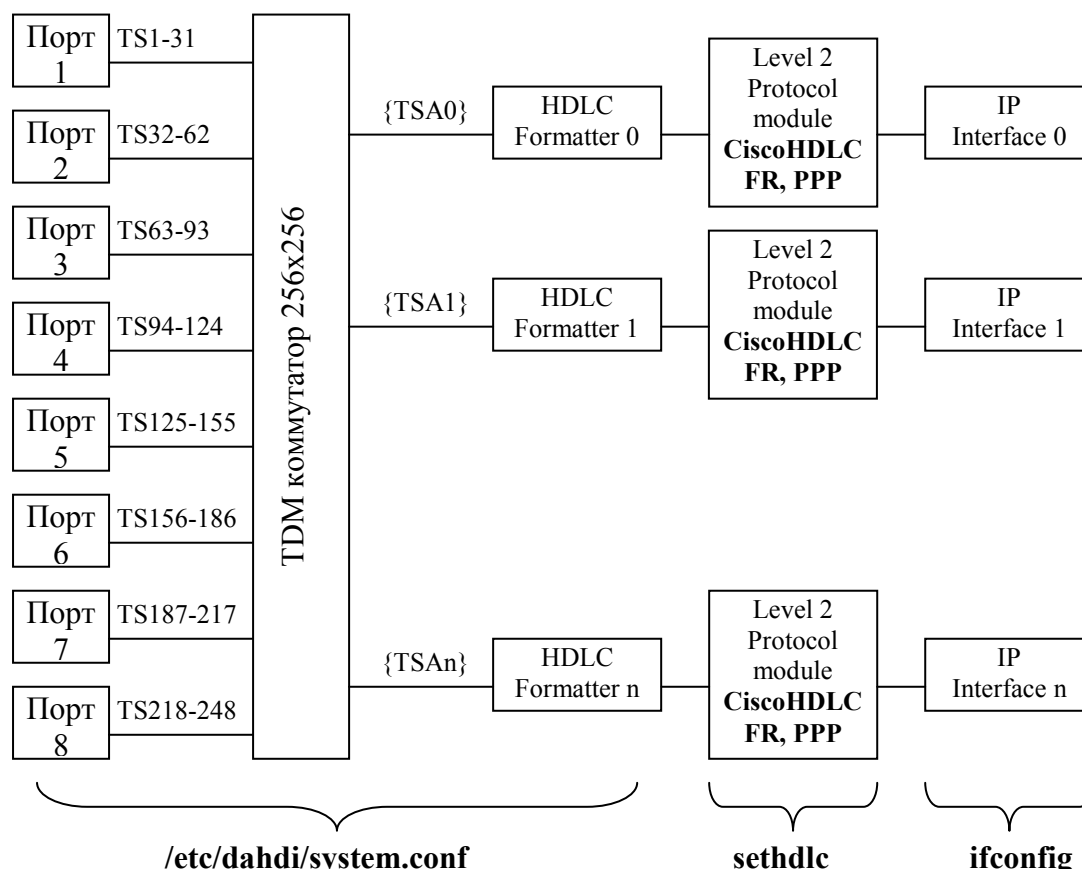 Порт
1
TS1-31
Порт
2
TS32-62
Порт
3
TS63-93
Порт
4
TS94-124
Порт
5
TS125-155
Порт
6
TS156-186
Порт
7
TS187-217
Порт
8
TS218-248
TDM коммутатор 256x256
{TSA0}
HDLC
Formatter 0
Level 2
Protocol
module
CiscoHDLC
FR, PPP
IP
Interface 0
{TSA1}
HDLC
Formatter 1
Level 2
Protocol
module
CiscoHDLC
FR, PPP
IP
Interface 1
{TSAn}
HDLC
Formatter n
Level 2
Protocol
module
CiscoHDLC
FR, PPP
IP
Interface n
/etc/dahdi/system.conf
sethdlc
ifconfig